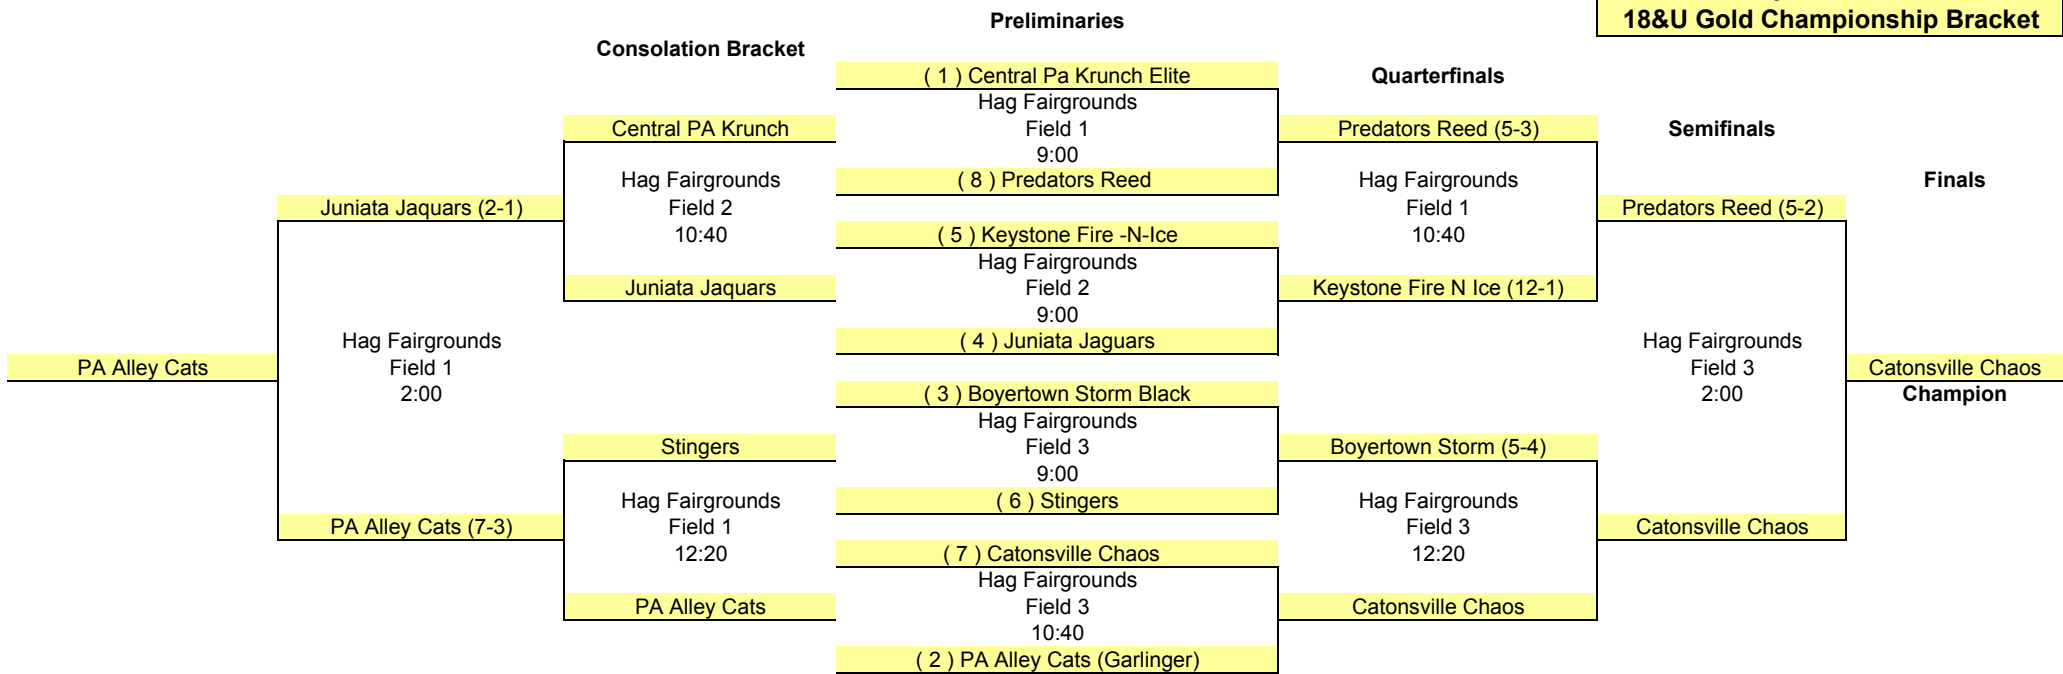 18&U Gold Championship Bracket
Preliminaries
Consolation Bracket
( 1 ) Central Pa Krunch Elite
Quarterfinals
Hag Fairgrounds
Field 1
9:00
Central PA Krunch
Predators Reed (5-3)
Semifinals
( 8 ) Predators Reed
Hag Fairgrounds
Field 2
10:40
Hag Fairgrounds
Field 1
10:40
Finals
Juniata Jaquars (2-1)
Predators Reed (5-2)
( 5 ) Keystone Fire -N-Ice
Hag Fairgrounds
Field 2
9:00
Juniata Jaquars
Keystone Fire N Ice (12-1)
( 4 ) Juniata Jaguars
Hag Fairgrounds
Field 1
2:00
Hag Fairgrounds
Field 3
2:00
PA Alley Cats
Catonsville Chaos
Champion
( 3 ) Boyertown Storm Black
Hag Fairgrounds
Field 3
9:00
Stingers
Boyertown Storm (5-4)
( 6 ) Stingers
Hag Fairgrounds
Field 1
12:20
Hag Fairgrounds
Field 3
12:20
PA Alley Cats (7-3)
Catonsville Chaos
( 7 ) Catonsville Chaos
Hag Fairgrounds
Field 3
10:40
PA Alley Cats
Catonsville Chaos
( 2 ) PA Alley Cats (Garlinger)